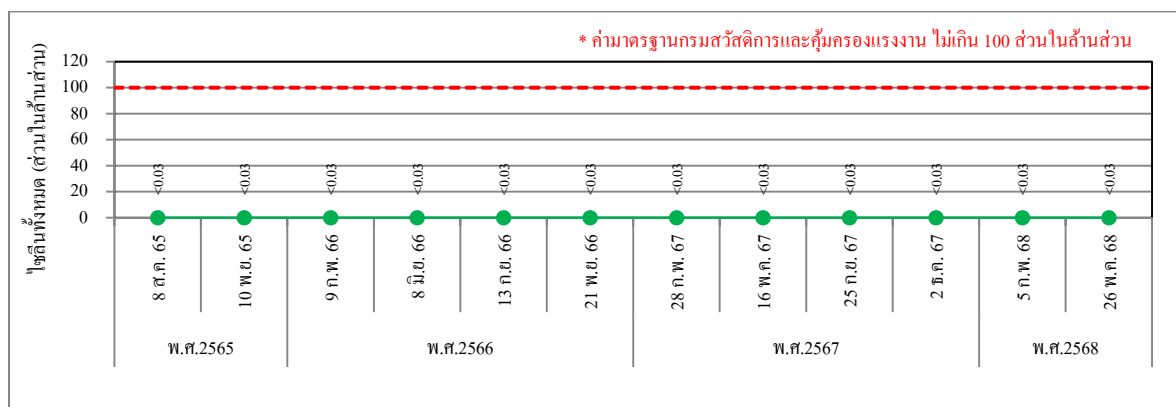 * ค่ามาตรฐานกรมสวัสดิการและคุ้มครองแรงงาน ไม่เกิน 100 ส่วนในล้านส่วน
ไซลีนทั้งหมด (ส่วนในล้านส่วน)
120
100
80
60
40
20
0
<0.03 <0.03 <0.03 <0.03 <0.03 <0.03 <0.03 <0.03 <0.03 <0.03 <0.03 <0.03
8 ส.ค. 65 10 พ.ย. 65 9 ก.พ. 66 8 มิ.ย. 66 13 ก.ย. 66 21 พ.ย. 66 28 ก.พ. 67 16 พ.ค. 67 25 ก.ย. 67 2 ธ.ค. 67 5 ก.พ. 68 26 พ.ค. 68
พ.ศ.2565 พ.ศ.2566 พ.ศ.2567 พ.ศ.2568